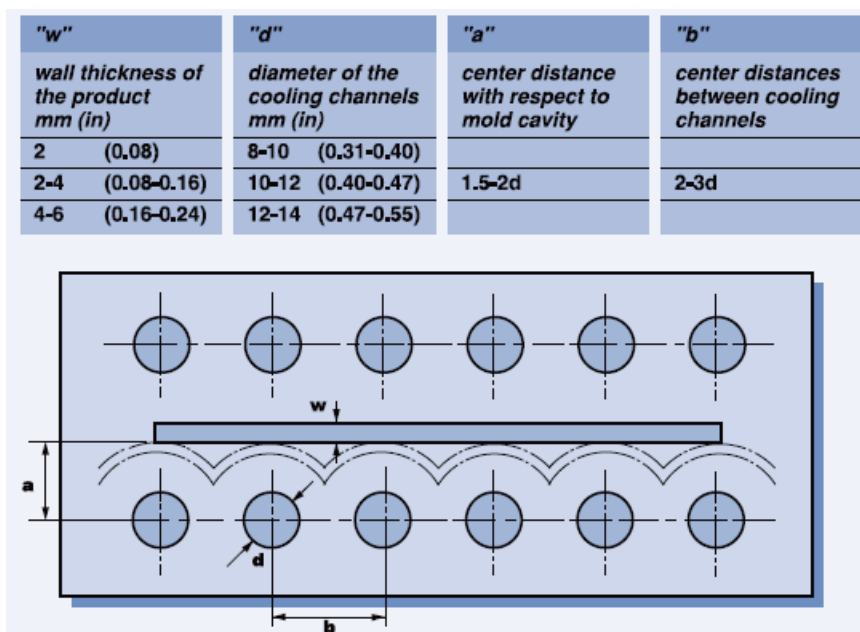 "w" "d" "a" "b"
wall thickness of diameter of the center distance center distances
the product cooling channels with respect to between cooling
mm (in) mm (in) mold cavity channels
2 (0.08) 8-10 (0.31-0.40)
2-4 (0.08-0.16) 10-12 (0.40-0.47) 1.5-2d 2-3d
4-6 (0.16-0.24) 12-14 (0.47-0.55)
w
a
d
b